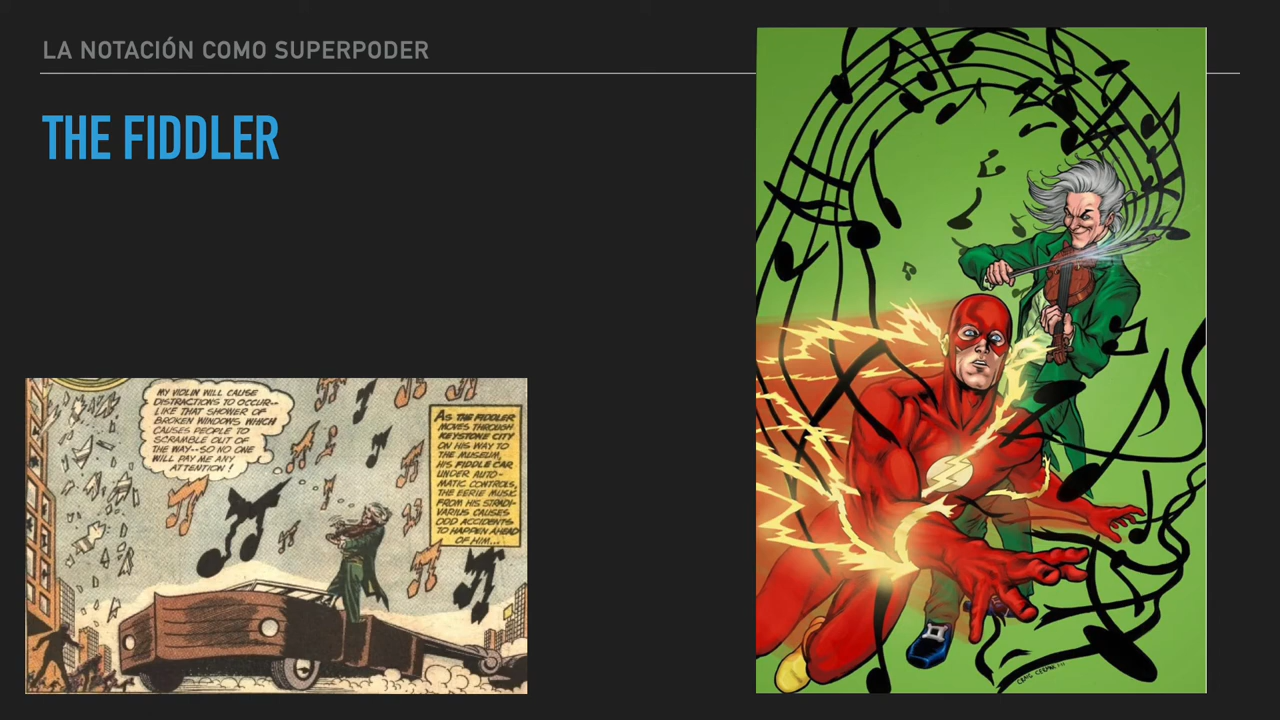 LA NOTACIÓN COMO SUPERPODER
THE FIDDLER
MY VIOLIN WILL CAUSE
DISTRACTIONS TO OCCUR--
LIKE THAT SHOWER OF
BROKEN WINDOWS WHICH
CAUSES PEOPLE TO
SCRAMBLE OUT OF
THE WAY--SO NO ONE
WILL PAY ME ANY
ATTENTION!
AS THE FIDDLER
MOVES THROUGH
KEYSTONE CITY
ON HIS WAY TO
THE MUSEUM,
HIS FIDDLE CAR
UNDER AUTO-
MATIC CONTROLS,
THE EERIE MUSIC
FROM HIS STRADI-
VARIUS CAUSES
ODD ACCIDENTS
TO HAPPEN AHEAD
OF HIM...